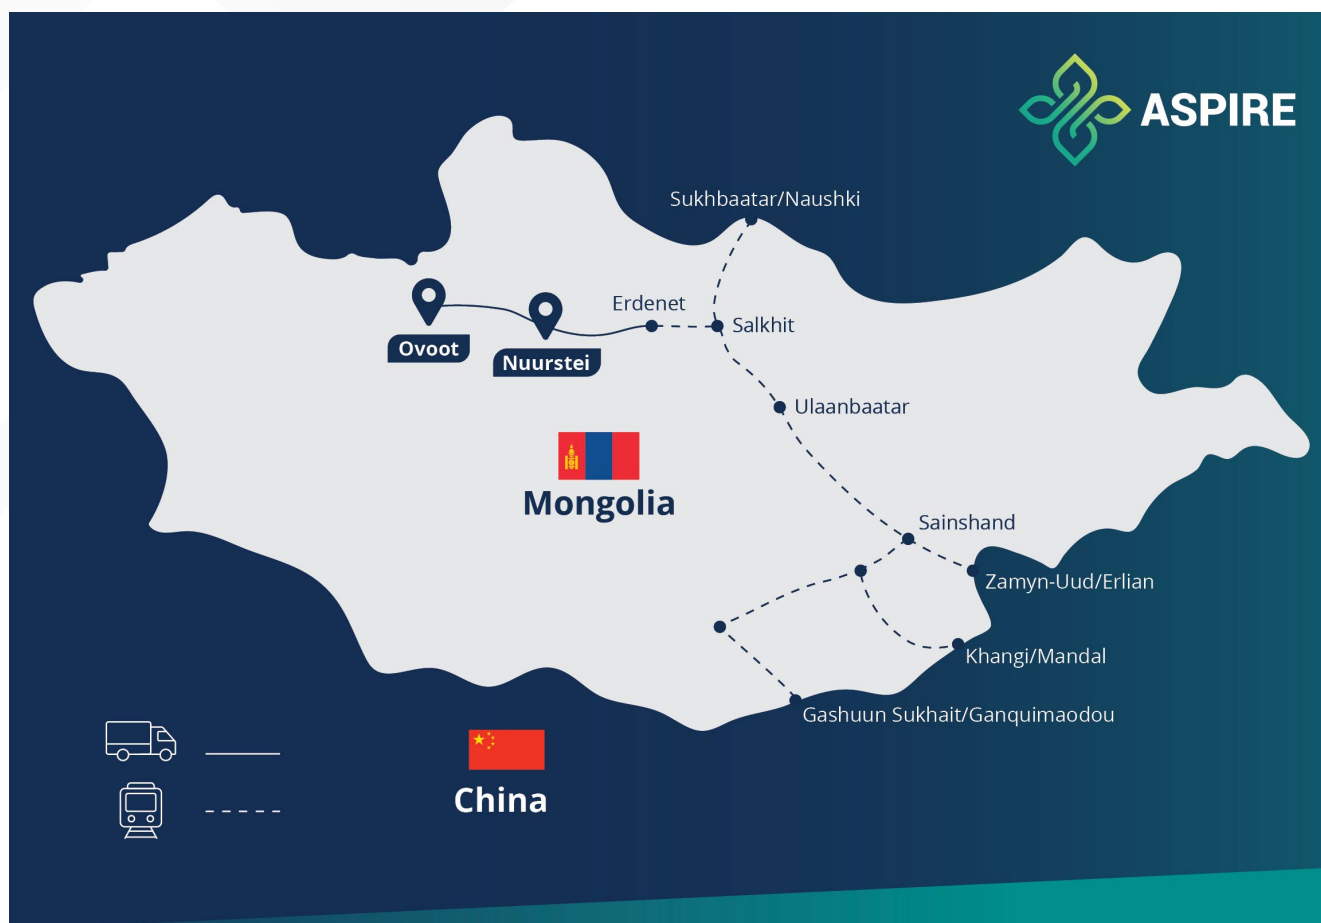 ASPIRE
Sukhbaatar/Naushki
Erdenet
Salkhit
Ovoot
Nuurstei
Ulaanbaatar
Mongolia
Sainshand
Zamyn-Uud/Erlian
Khangi/Mandal
Gashuun Sukhait/Ganquimaodou
China